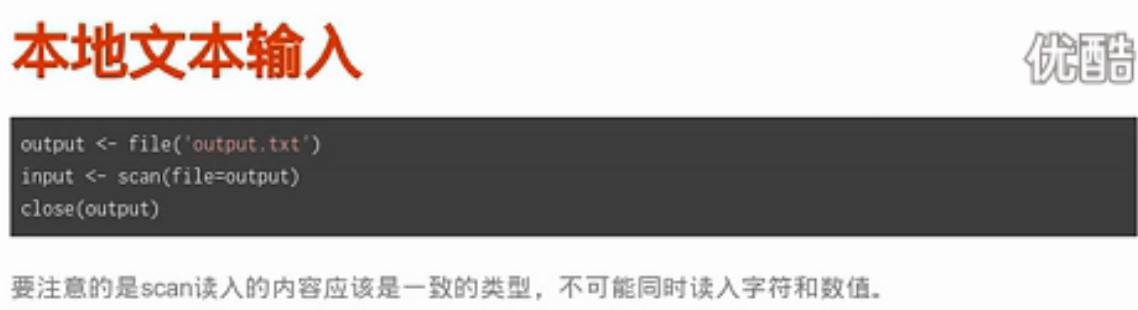 本地文本输入
优酷
output <- file('output.txt')
input <- scan(file=output)
close(output)
要注意的是scan读入的内容应该是一致的类型，不可能同时读入字符和数值。